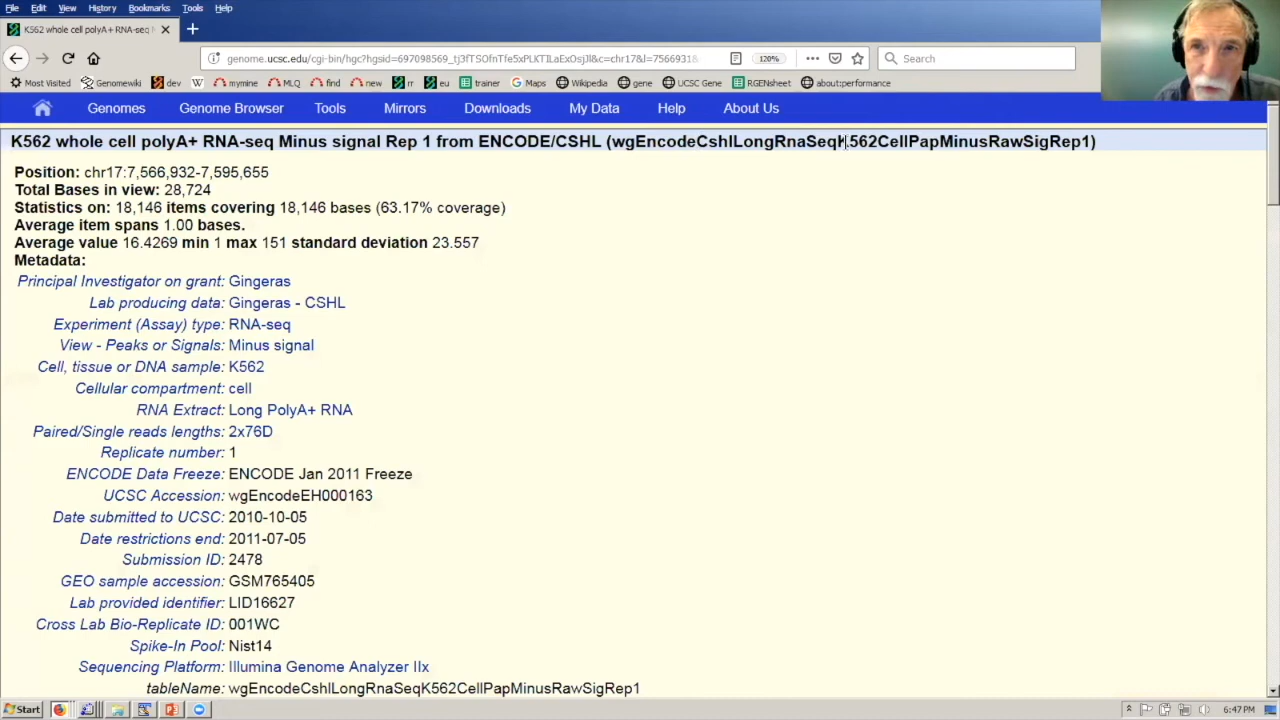 File Edit View History Bookmarks Tools Help
K562 whole cell polyA+ RNA-seq
genome.ucsc.edu/cgi-bin/hgc?hgsid=697098569_tj3fTSOfnTfe5xPLKTILaExOsjJl&c=chr17&l=7566931 120% Search
Most Visited Genomewiki dev mymine MLQ find new rr eu trainer Maps Wikipedia gene UCSC Gene RGENsheet about:performance
Genomes Genome Browser Tools Mirrors Downloads My Data Help About Us
K562 whole cell polyA+ RNA-seq Minus signal Rep 1 from ENCODE/CSHL (wgEncodeCshlLongRnaSeqK562CellPapMinusRawSigRep1)
Position: chr17:7,566,932-7,595,655
Total Bases in view: 28,724
Statistics on: 18,146 items covering 18,146 bases (63.17% coverage)
Average item spans 1.00 bases.
Average value 16.4269 min 1 max 151 standard deviation 23.557
Metadata:
Principal Investigator on grant: Gingeras
Lab producing data: Gingeras - CSHL
Experiment (Assay) type: RNA-seq
View - Peaks or Signals: Minus signal
Cell, tissue or DNA sample: K562
Cellular compartment: cell
RNA Extract: Long PolyA+ RNA
Paired/Single reads lengths: 2x76D
Replicate number: 1
ENCODE Data Freeze: ENCODE Jan 2011 Freeze
UCSC Accession: wgEncodeEH000163
Date submitted to UCSC: 2010-10-05
Date restrictions end: 2011-07-05
Submission ID: 2478
GEO sample accession: GSM765405
Lab provided identifier: LID16627
Cross Lab Bio-Replicate ID: 001WC
Spike-In Pool: Nist14
Sequencing Platform: Illumina Genome Analyzer IIx
tableName: wgEncodeCshlLongRnaSeqK562CellPapMinusRawSigRep1
Start 6:47 PM